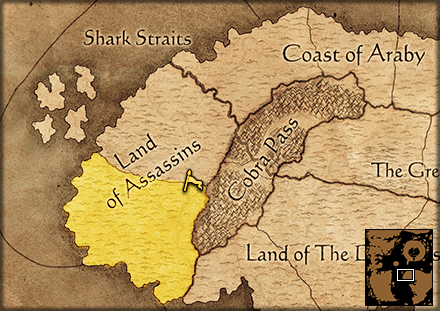 Shark Straits
Coast of Araby
Land
of Assassins
Cobra Pass
The Gre
Land of The D
s